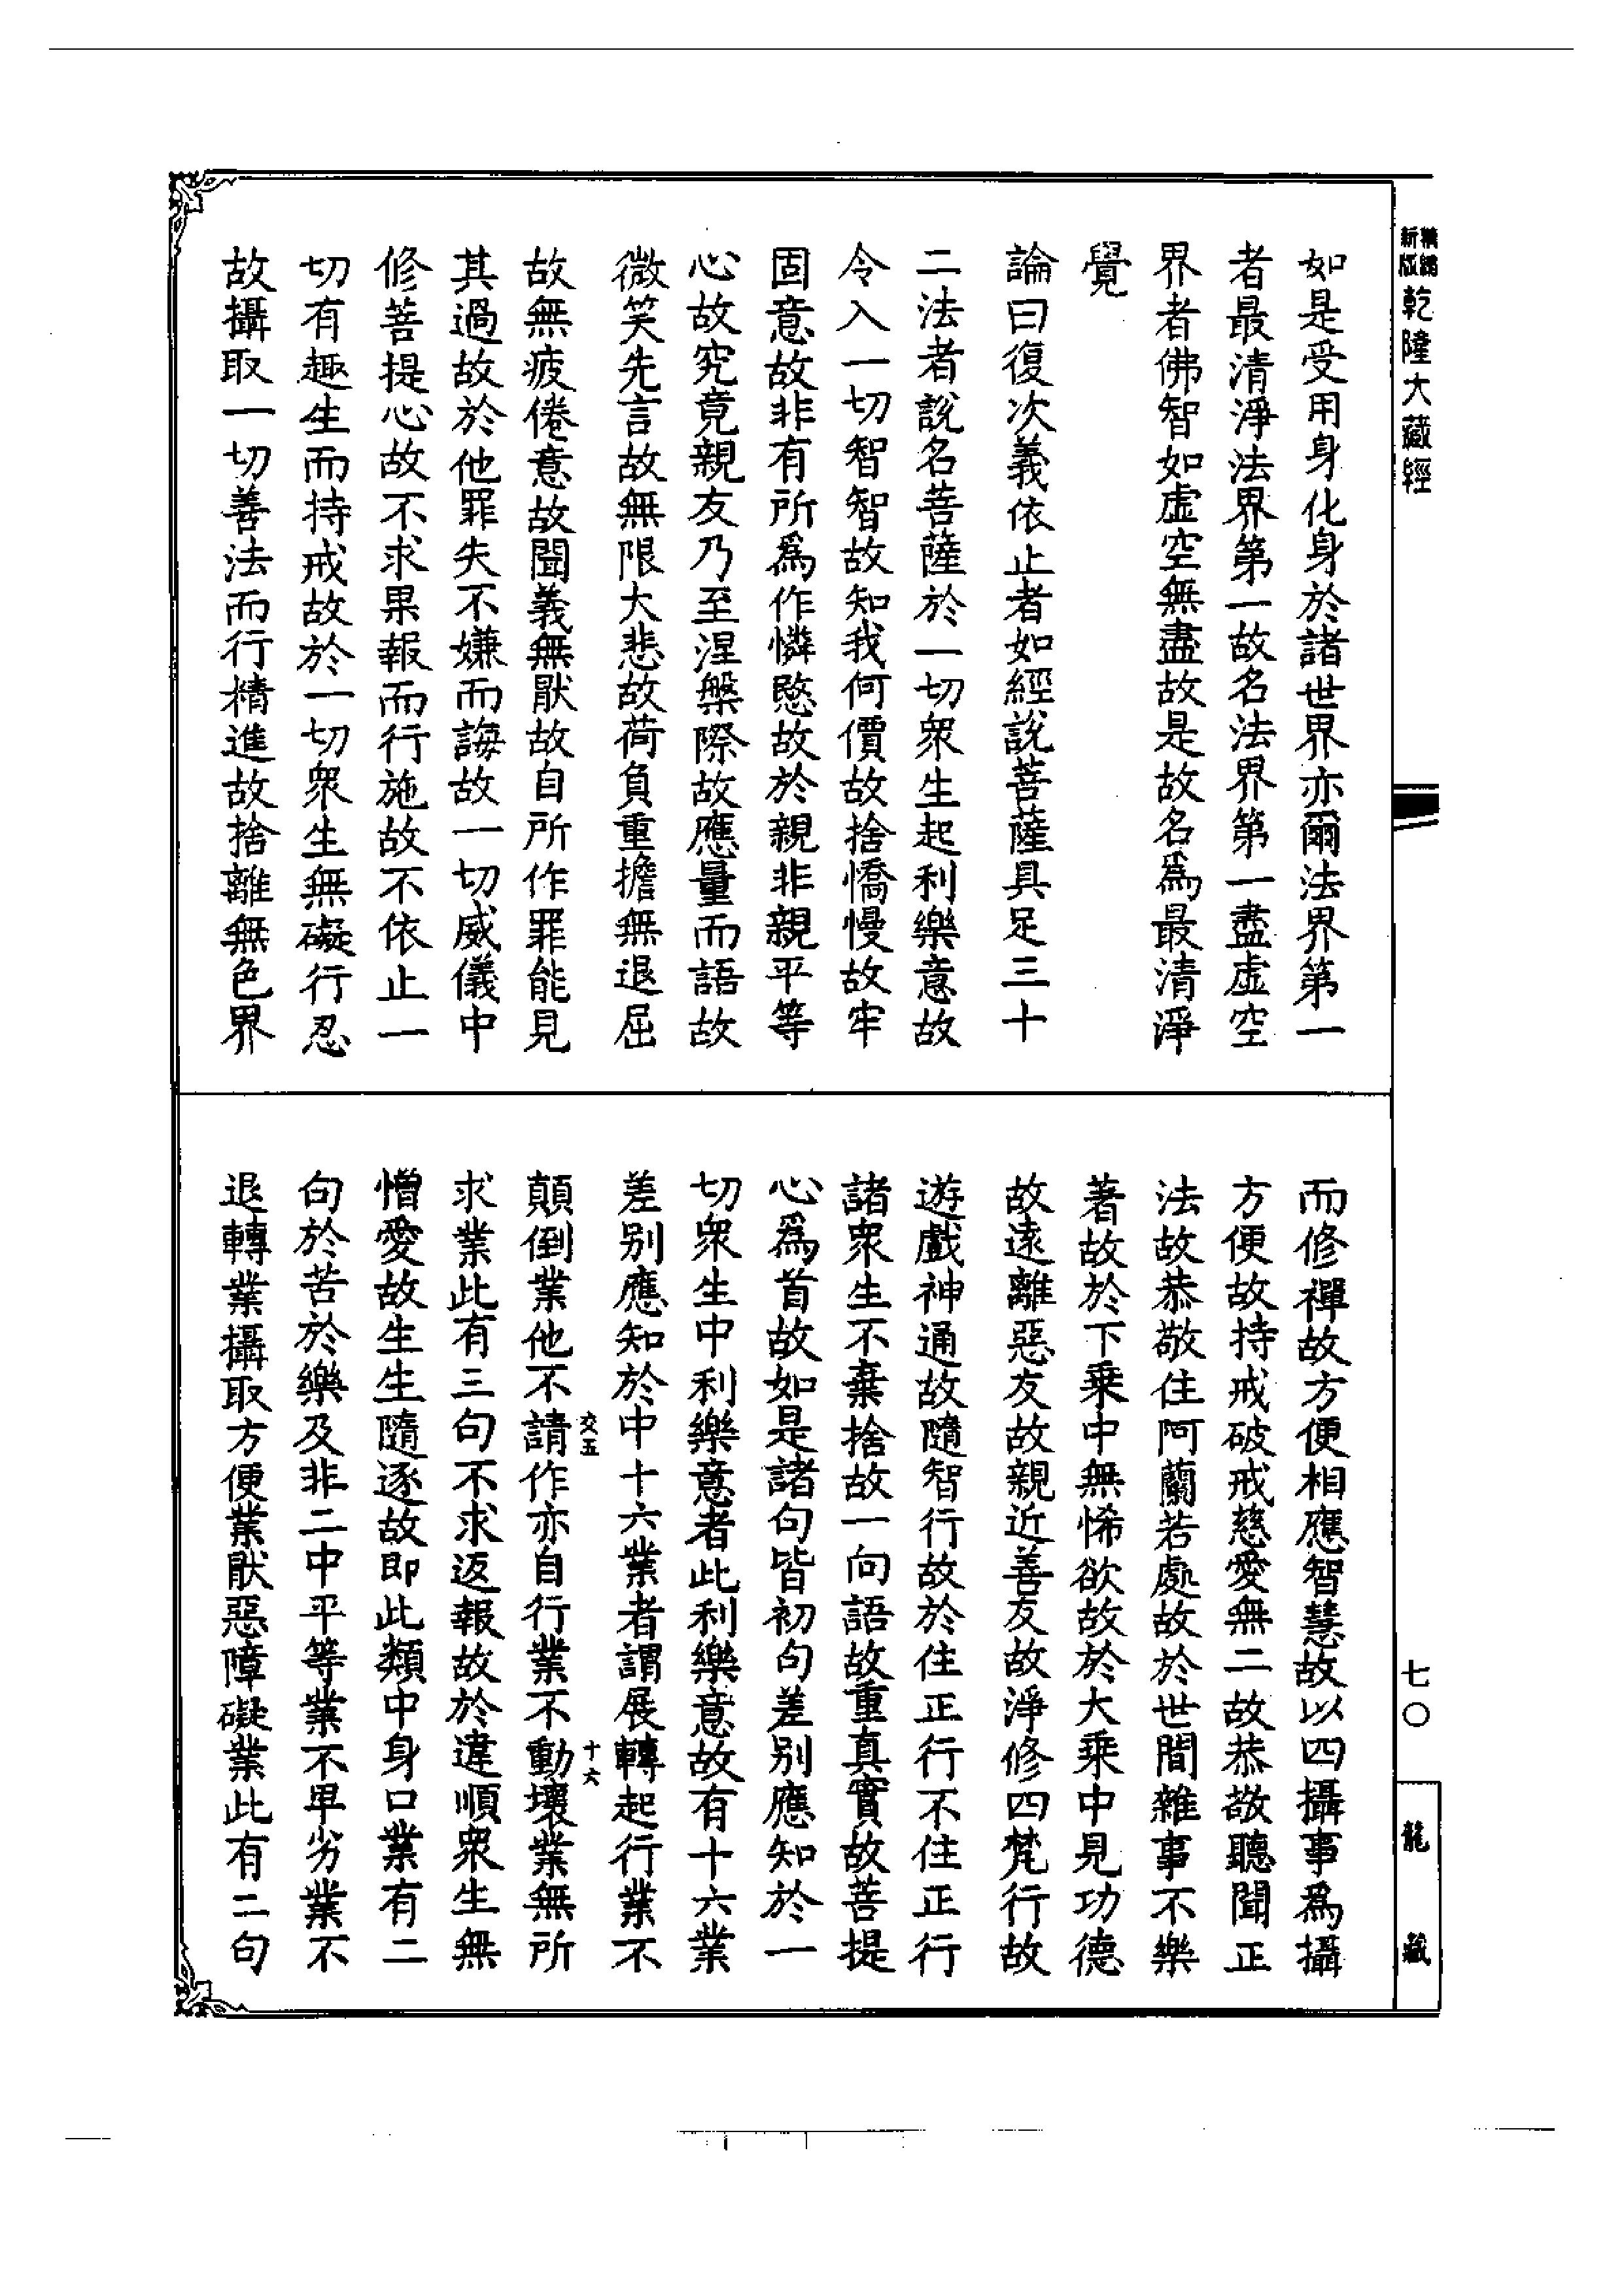 精編
新版
乾隆大藏經
如是受用身化身於諸世界亦爾法界第一
者最清淨法界第一故名法界第一盡虛空
界者佛智如虛空無盡故是故名爲最清淨
覺
論曰復次義依止者如經說菩薩具足三十
二法者說名菩薩於一切衆生起利樂意故
令入一切智智故知我何價故捨憍慢故牢
固意故非有所爲作憐愍故於親非親平等
心故究竟親友乃至涅槃際故應量而語故
微笑先言故無限大悲故荷負重擔無退屈
故無疲倦意故聞義無厭故自所作罪能見
其過故於他罪失不嫌而誨故一切威儀中
修菩提心故不求果報而行施故不依止一
切有趣生而持戒故於一切衆生無礙行忍
故攝取一切善法而行精進故捨離無色界
而修禪故方便相應智慧故以四攝事爲攝
方便故持戒破戒慈愛無二故恭敬聽聞正
法故恭敬住阿蘭若處故於世間雜事不樂
著故於下乘中無悕欲故於大乘中見功德
故遠離惡友故親近善友故淨修四梵行故
遊戲神通故隨智行故於住正行不住正行
諸衆生不棄捨故一向語故重真實故菩提
心爲首故如是諸句皆初句差別應知於一
切衆生中利樂意者此利樂意故有十六業
差別應知於中十六業者謂展轉起行業不
交五
十六
顛倒業他不請作亦自行業不動壞業無所
求業此有三句不求返報故於違順衆生無
憎愛故生生隨逐故即此類中身口業有二
句於苦於樂及非二中平等業不卑劣業不
退轉業攝取方便業厭惡障礙業此有二句
七〇
龍藏